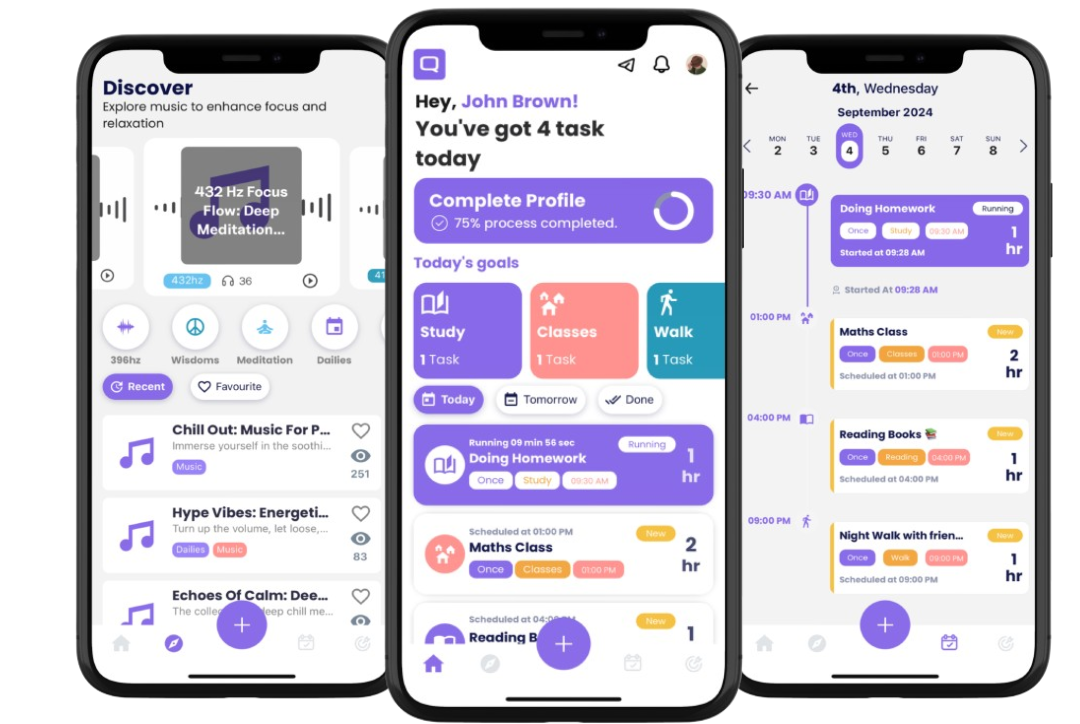 Discover
Explore music to enhance focus and
relaxation
432 Hz Focus
Flow: Deep
Meditation...
432hz
36
41
396hz
Wisdoms
Meditation
Dailies
Recent
Favourite
Chill Out: Music For P...
Immerse yourself in the soothi...
Music
251
Hype Vibes: Energeti...
Turn up the volume, let loose,...
Dailies Music
83
Echoes Of Calm: Dee...
The deep chill me...
+
Hey, John Brown!
You've got 4 task
today
Complete Profile
75% process completed.
Today's goals
Study
1 Task
Classes
1 Task
Walk
1 Task
Today
Tomorrow
Done
Running 09 min 56 sec
Running
Doing Homework
Once Study 09:30 AM
1
hr
Scheduled at 01:00 PM
New
Maths Class
Once Classes 01:00 PM
2
hr
Scheduled at 04:00
New
Reading B
1
+
4th, Wednesday
September 2024
MON TUE WED THU FRI SAT SUN
2 3 4 5 6 7 8
09:30 AM
Doing Homework
Running
Once Study 09:30 AM
Started at 09:28 AM
1
hr
Started At 09:28 AM
01:00 PM
Maths Class
New
Once Classes 01:00 PM
Scheduled at 01:00 PM
2
hr
04:00 PM
Reading Books 📚
New
Once Reading 04:00 PM
Scheduled at 04:00 PM
1
hr
09:00 PM
Night Walk with frien...
New
Once Walk 09:00 PM
Scheduled at 09:00 PM
1
hr
+